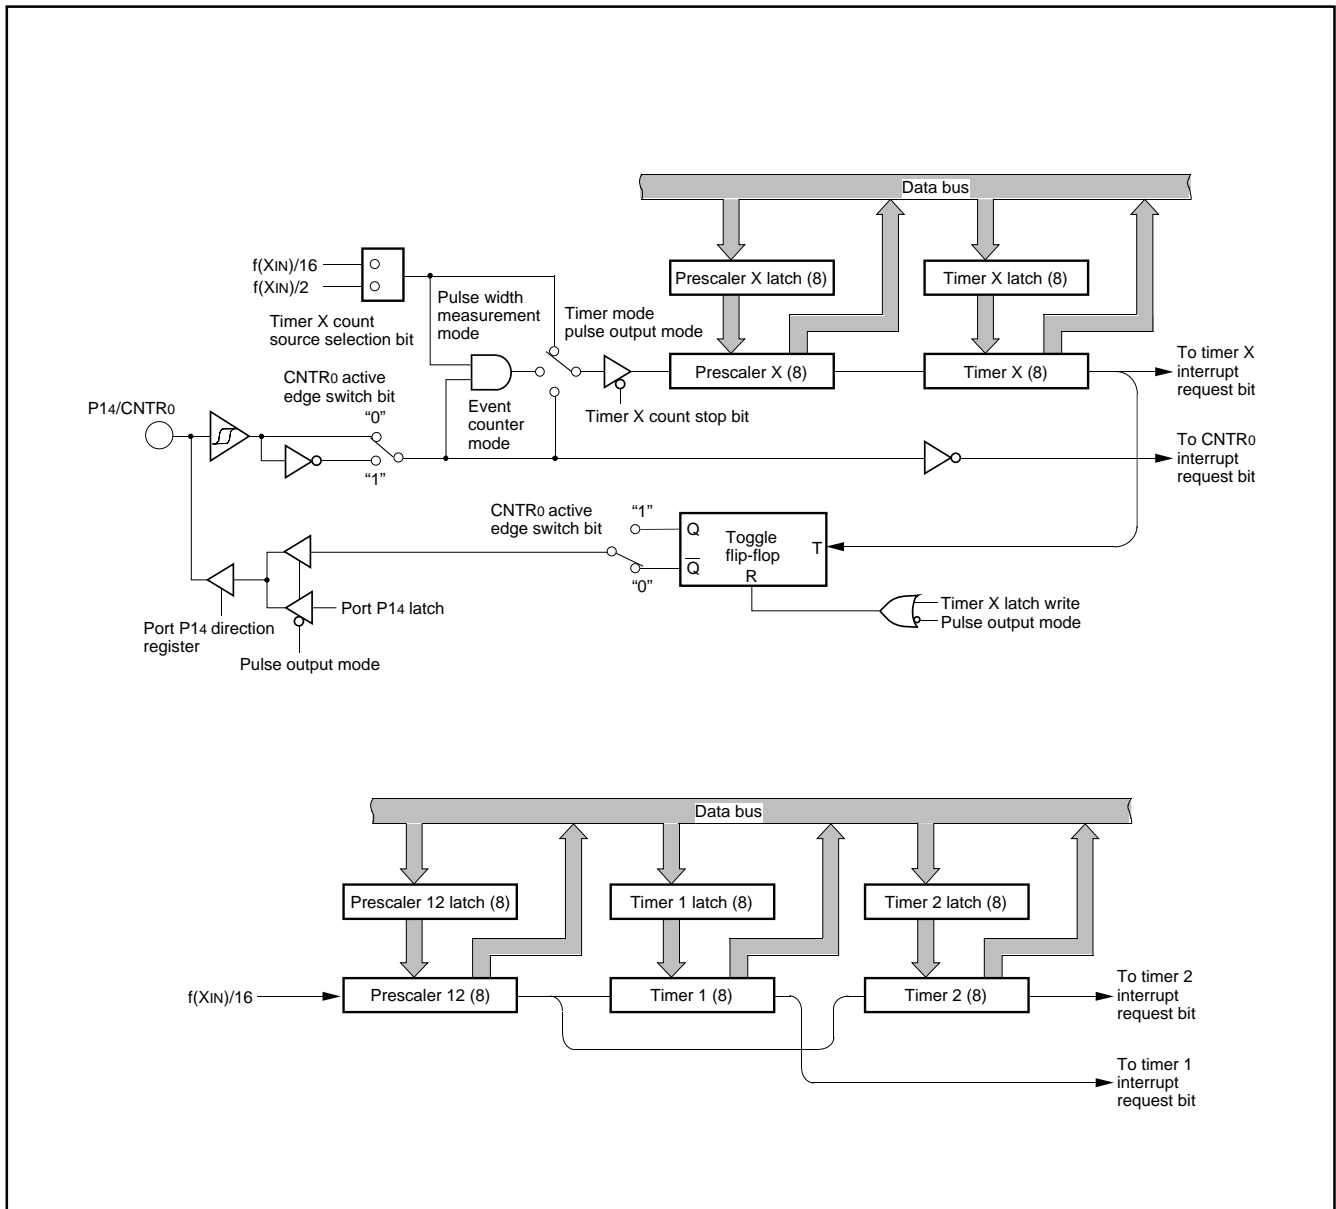 Data bus
f(XIN)/16
f(XIN)/2
Timer X count
source selection bit
Pulse width
measurement
mode
Timer mode
pulse output mode
Prescaler X latch (8)
Timer X latch (8)
Prescaler X (8)
Timer X (8)
To timer X
interrupt
request bit
Timer X count stop bit
CNTR0 active
edge switch bit
“0”
“1”
Event
counter
mode
P14/CNTR0
To CNTR0
interrupt
request bit
CNTR0 active
edge switch bit
“1”
“0”
Q
Q̅
Toggle
flip-flop
T
R
Timer X latch write
Pulse output mode
Port P14 latch
Port P14 direction
register
Pulse output mode
Data bus
Prescaler 12 latch (8)
Timer 1 latch (8)
Timer 2 latch (8)
f(XIN)/16
Prescaler 12 (8)
Timer 1 (8)
Timer 2 (8)
To timer 2
interrupt
request bit
To timer 1
interrupt
request bit